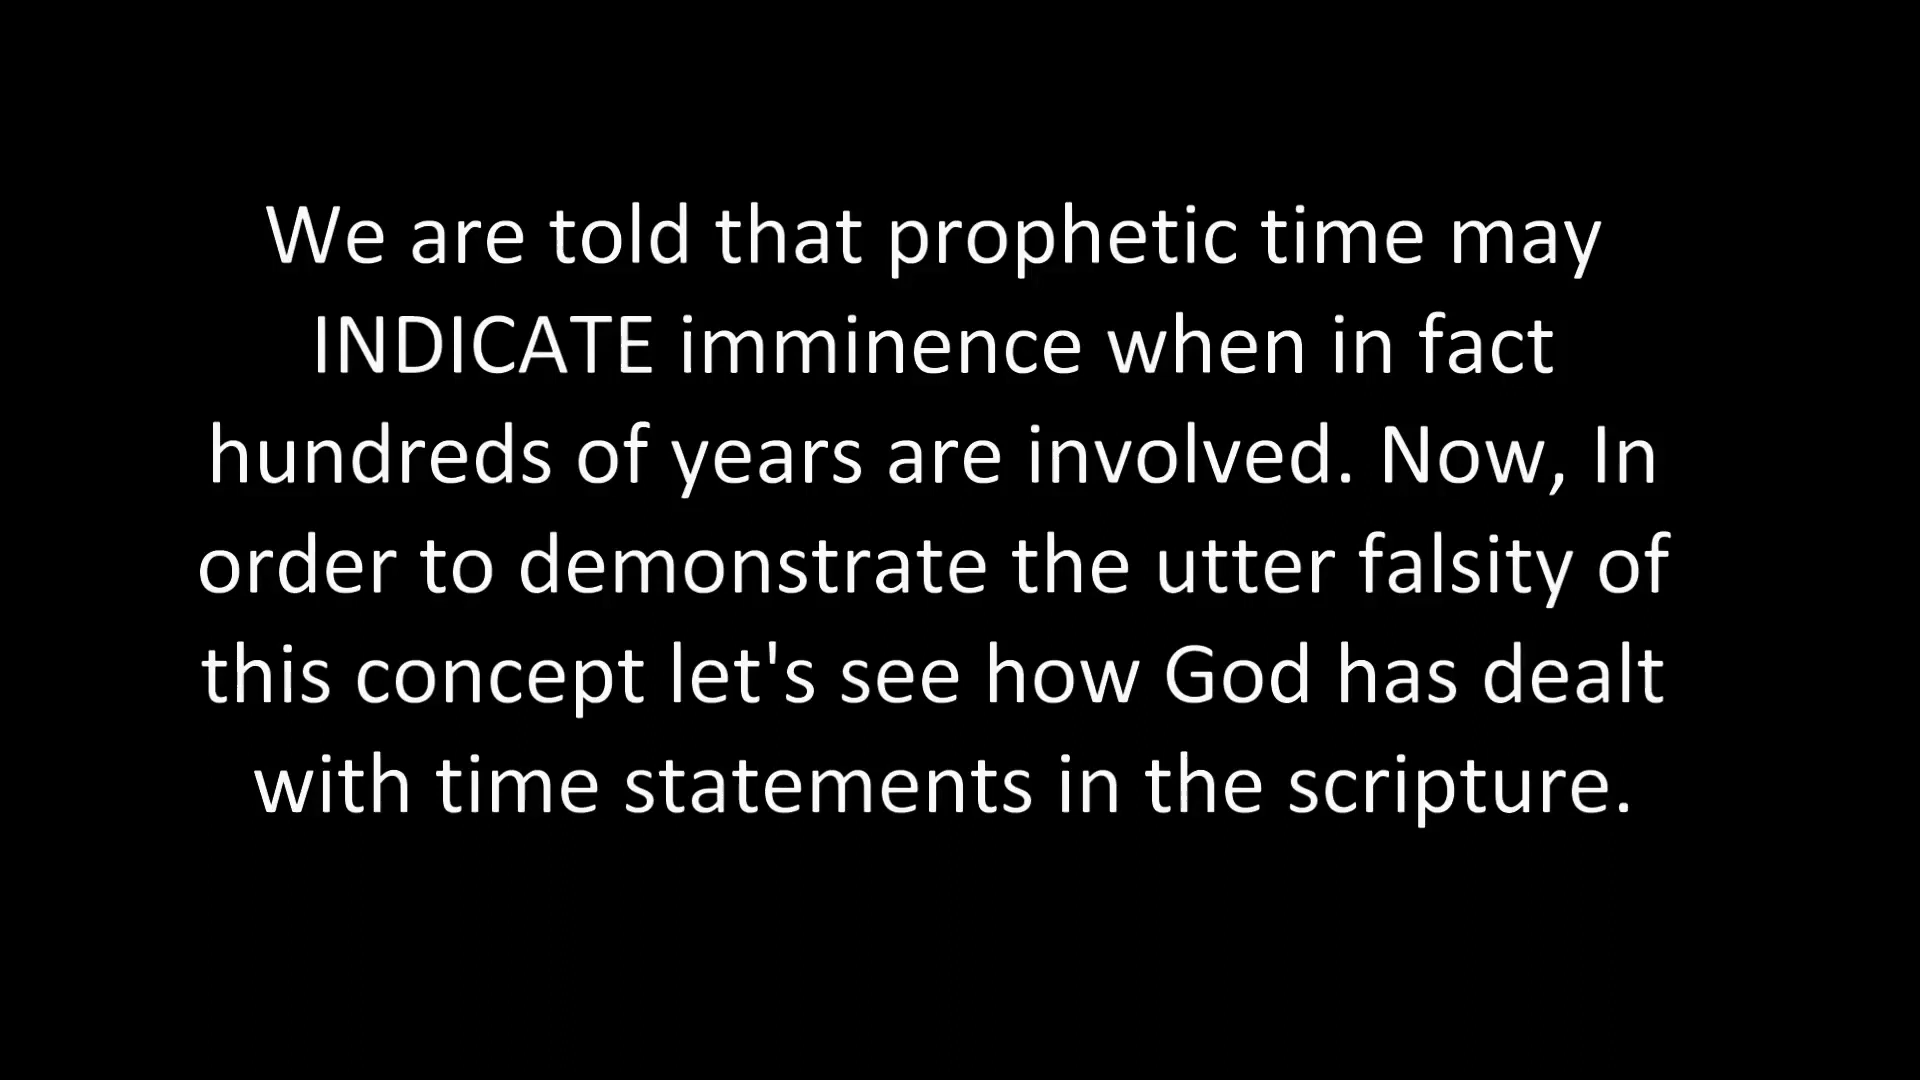 We are told that prophetic time may
INDICATE imminence when in fact
hundreds of years are involved. Now, In
order to demonstrate the utter falsity of
this concept let's see how God has dealt
with time statements in the scripture.